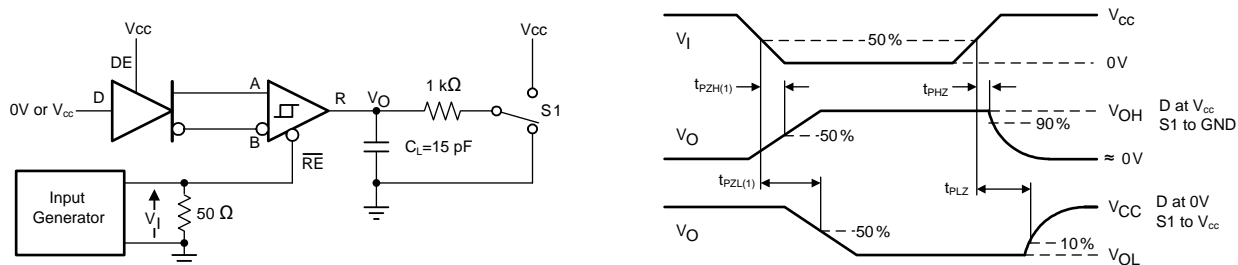 Vcc
DE
D
0V or Vcc
A
B
R
VO
1 kΩ
Vcc
S1
CL=15 pF
RE
Input
Generator
VI
50 Ω
VI
50%
Vcc
0V
tPZH(1)
tPHZ
VO
50%
90%
VOH
≈ 0V
D at Vcc
S1 to GND
tPZL(1)
tPLZ
VO
50%
10%
VCC
VOL
D at 0V
S1 to Vcc